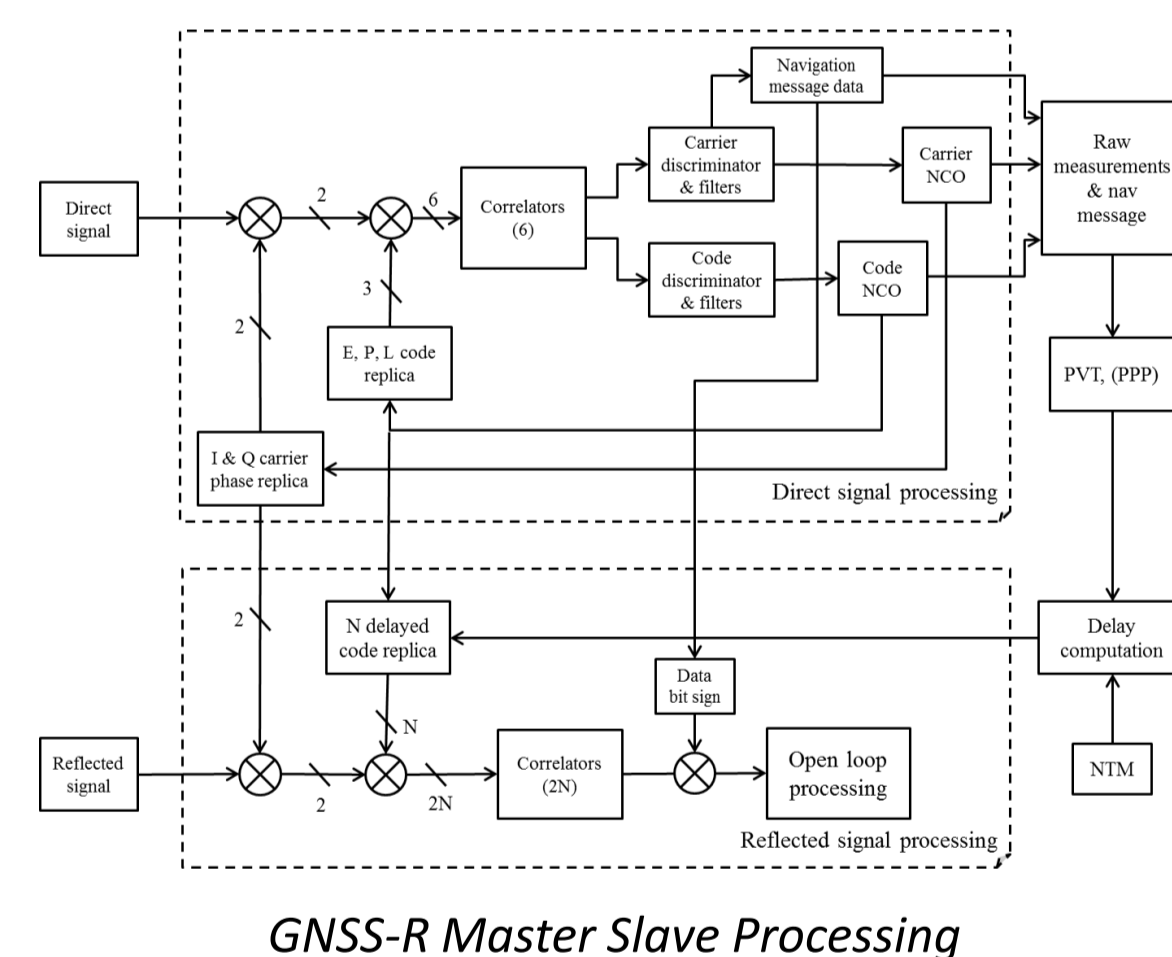 Navigation
message data
Carrier
discriminator
& filters
Carrier
NCO
Raw
measurements
& nav
message
Direct
signal
2
6
Correlators
(6)
Code
discriminator
& filters
Code
NCO
3
2
E, P, L code
replica
PVT, (PPP)
I & Q carrier
phase replica
Direct signal processing
2
N delayed
code replica
Delay
computation
Data
bit sign
N
Reflected
signal
2
2N
Correlators
(2N)
Open loop
processing
NTM
Reflected signal processing
GNSS-R Master Slave Processing